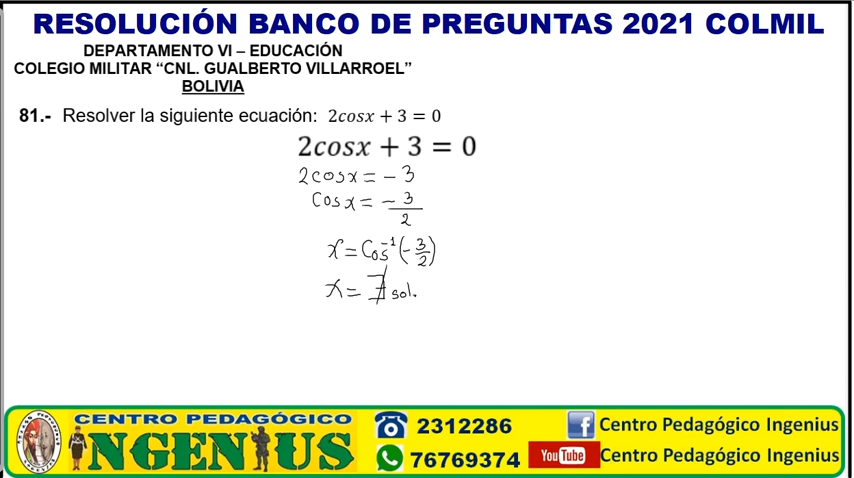 RESOLUCIÓN BANCO DE PREGUNTAS 2021 COLMIL
DEPARTAMENTO VI – EDUCACIÓN
COLEGIO MILITAR “CNL. GUALBERTO VILLARROEL”
BOLIVIA
81.- Resolver la siguiente ecuación: 2cosx + 3 = 0
2cosx + 3 = 0
2cosx = - 3
Cosx = - 3/2
x = Cos⁻¹(-3/2)
x = ∄ sol.
CENTRO PEDAGÓGICO
INGENIUS
2312286
76769374
Centro Pedagógico Ingenius
YouTube Centro Pedagógico Ingenius